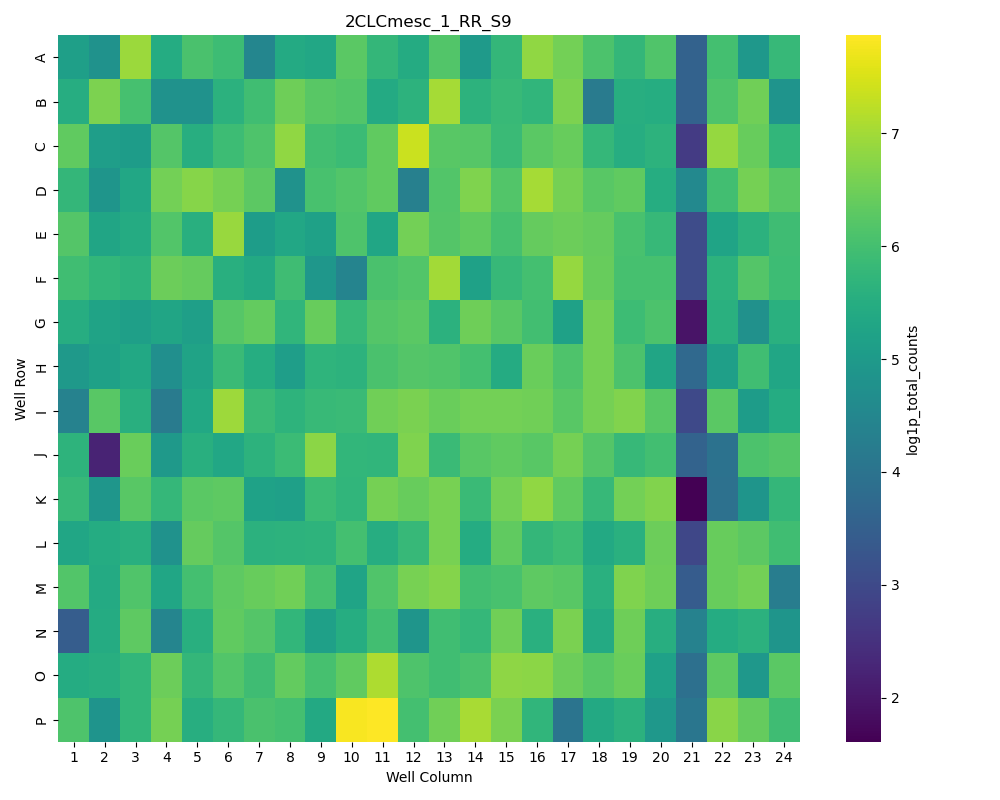 2CLCmesc_1_RR_S9
A
B
C
D
E
F
G
H
I
J
K
L
M
N
O
P
Well Row
1 2 3 4 5 6 7 8 9 10 11 12 13 14 15 16 17 18 19 20 21 22 23 24
Well Column
7
6
5
4
3
2
log1p_total_counts